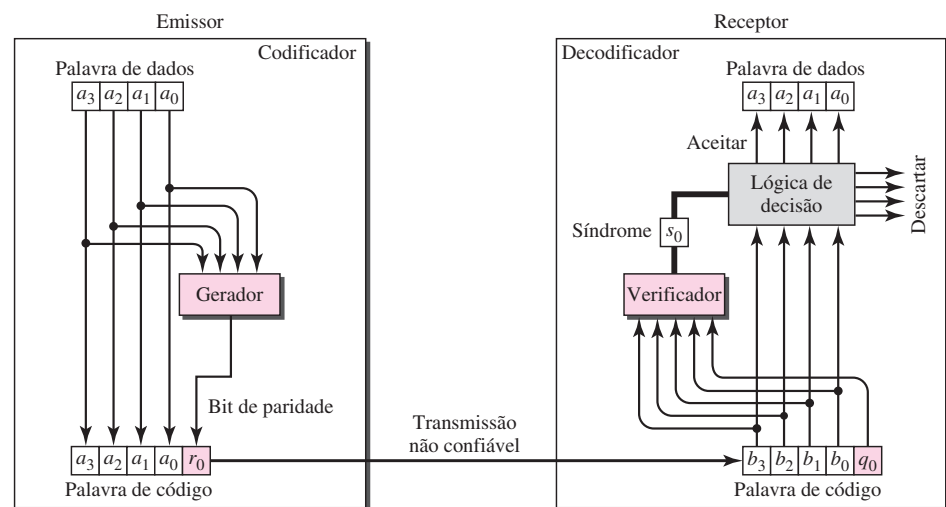 Emissor
Codificador
Palavra de dados
a3 a2 a1 a0
Gerador
Bit de paridade
a3 a2 a1 a0 r0
Palavra de código
Transmissão
não confiável
Receptor
Decodificador
Palavra de dados
a3 a2 a1 a0
Aceitar
Lógica de
decisão
Descartar
Síndrome
s0
Verificador
b3 b2 b1 b0 q0
Palavra de código